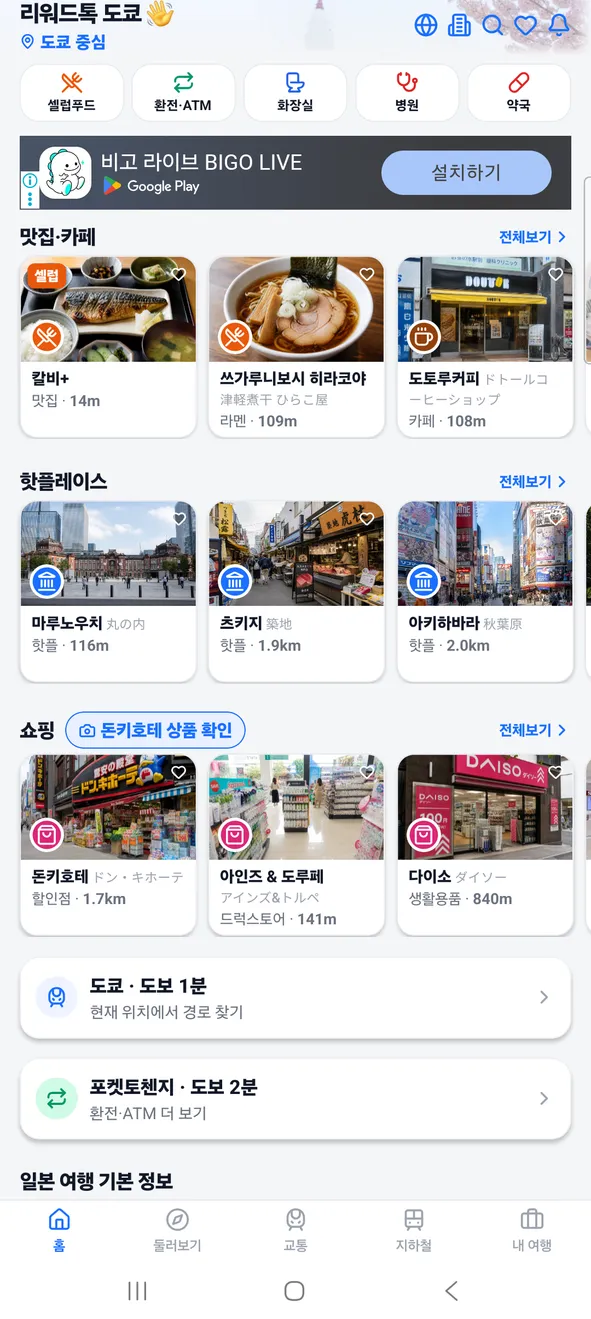 리워드톡 도쿄 👋
도쿄 중심
셀럽푸드
환전·ATM
화장실
병원
약국
비고 라이브 BIGO LIVE
Google Play
설치하기
맛집·카페
전체보기
셀럽
DOUTOR
칼비+
맛집 · 14m
쓰가루니보시 히라코야
津軽煮干 ひらこ屋
라멘 · 109m
도토루커피 ドトールコ
ーヒーショップ
카페 · 108m
핫플레이스
전체보기
마루노우치 丸の内
핫플 · 116m
츠키지 築地
핫플 · 1.9km
아키하바라 秋葉原
핫플 · 2.0km
쇼핑
돈키호테 상품 확인
전체보기
ドン.キホーテ
DAISO
돈키호테 ドン・キホーテ
할인점 · 1.7km
아인즈 & 도루페
アインズ&トルペ
드럭스토어 · 141m
다이소 ダイソー
생활용품 · 840m
도쿄 · 도보 1분
현재 위치에서 경로 찾기
포켓토첸지 · 도보 2분
환전·ATM 더 보기
일본 여행 기본 정보
홈
둘러보기
교통
지하철
내 여행